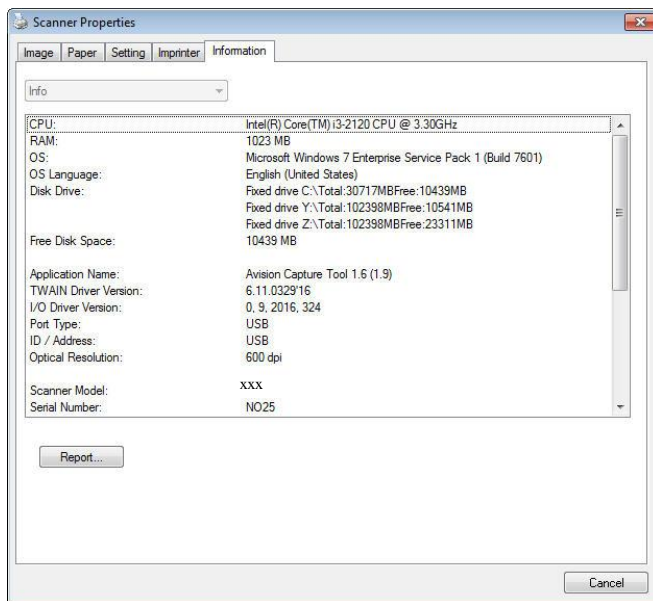 Scanner Properties
Image Paper Setting Imprinter Information
Info
CPU: Intel(R) Core(TM) i3-2120 CPU @ 3.30GHz
RAM: 1023 MB
OS: Microsoft Windows 7 Enterprise Service Pack 1 (Build 7601)
OS Language: English (United States)
Disk Drive: Fixed drive C:\Total:30717MBFree:10439MB
Fixed drive Y:\Total:102398MBFree:10541MB
Fixed drive Z:\Total:102398MBFree:23311MB
Free Disk Space: 10439 MB
Application Name: Avision Capture Tool 1.6 (1.9)
TWAIN Driver Version: 6.11.0329'16
I/O Driver Version: 0, 9, 2016, 324
Port Type: USB
ID / Address: USB
Optical Resolution: 600 dpi
Scanner Model: xxx
Serial Number: NO25
Report...
Cancel